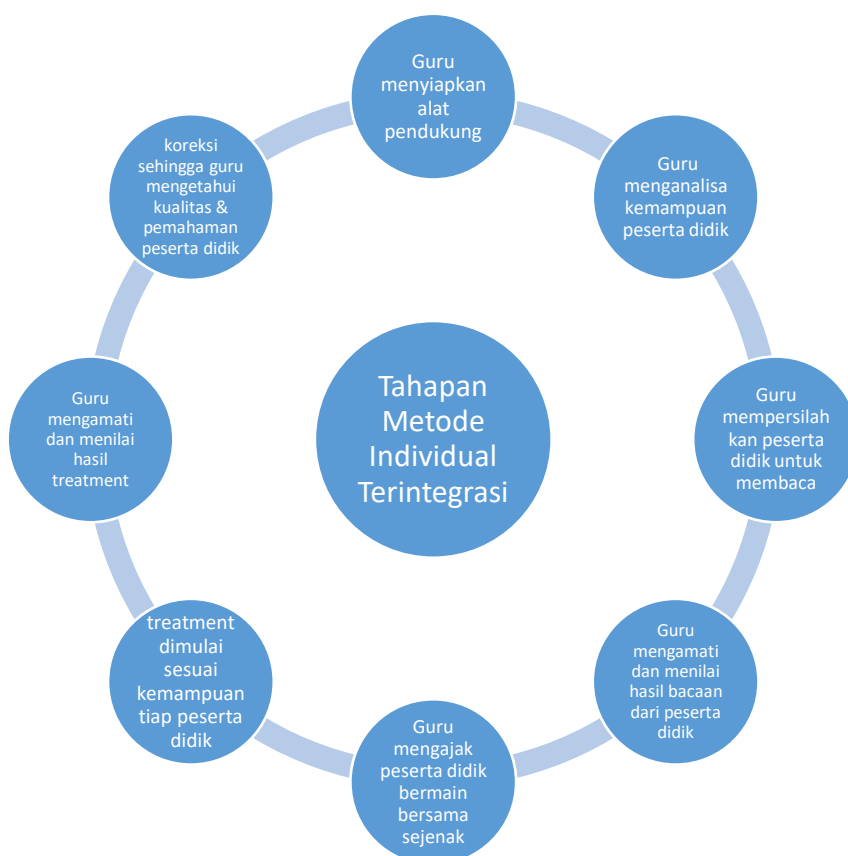 Guru
menyiapkan
alat
pendukung
Guru
menganalisa
kemampuan
peserta didik
Guru
mempersilah
kan peserta
didik untuk
membaca
Guru
mengamati
dan menilai
hasil bacaan
dari peserta
didik
Guru
mengajak
peserta didik
bermain
bersama
sejenak
treatment
dimulai
sesuai
kemampuan
tiap peserta
didik
Guru
mengamati
dan menilai
hasil
treatment
koreksi
sehingga guru
mengetahui
kualitas &
pemahaman
peserta didik
Tahapan
Metode
Individual
Terintegrasi